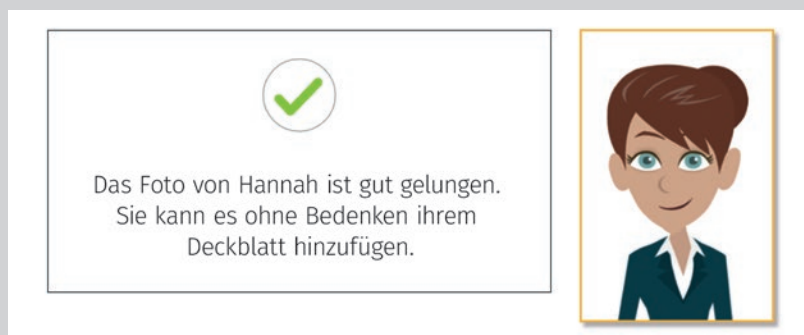 Das Foto von Hannah ist gut gelungen.
Sie kann es ohne Bedenken ihrem
Deckblatt hinzufügen.